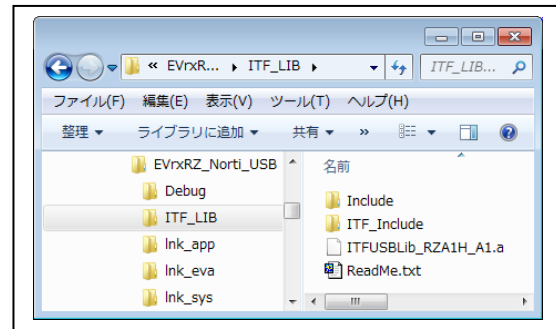 « EVrxR... ▸ ITF_LIB ▸
ITF_LIB...
ファイル(F) 編集(E) 表示(V) ツール(T) ヘルプ(H)
整理 ▼ ライブラリに追加 ▼ 共有 ▼ »
EVrxRZ_Norti_USB
Debug
ITF_LIB
lnk_app
lnk_eva
lnk_sys
名前
Include
ITF_Include
ITFUSBLib_RZA1H_A1.a
ReadMe.txt